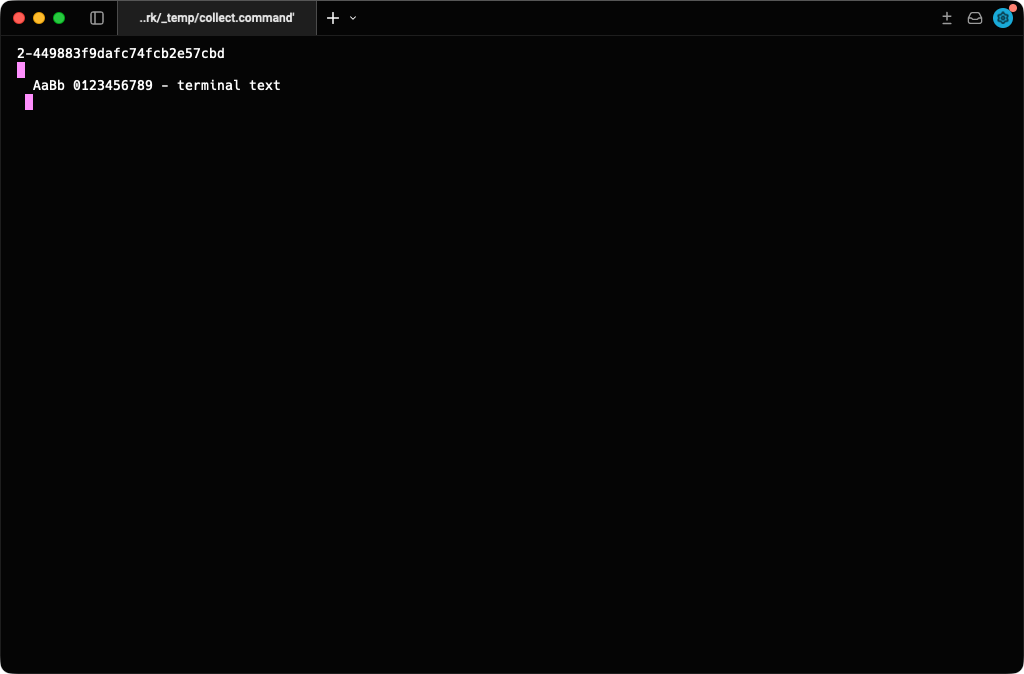 ..rk/_temp/collect.command'
2-449883f9dafc74fcb2e57cbd
AaBb 0123456789 - terminal text